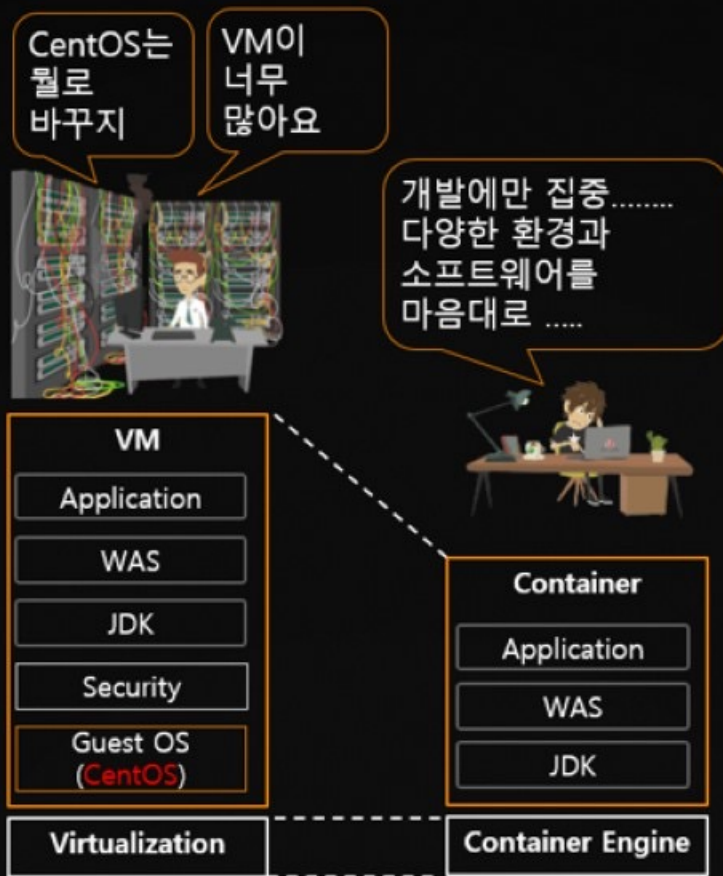 CentOS는
뭘로
바꾸지
VM이
너무
많아요
개발에만 집중........
다양한 환경과
소프트웨어를
마음대로 .....
VM
Application
WAS
JDK
Security
Guest OS
(CentOS)
Virtualization
Container
Application
WAS
JDK
Container Engine